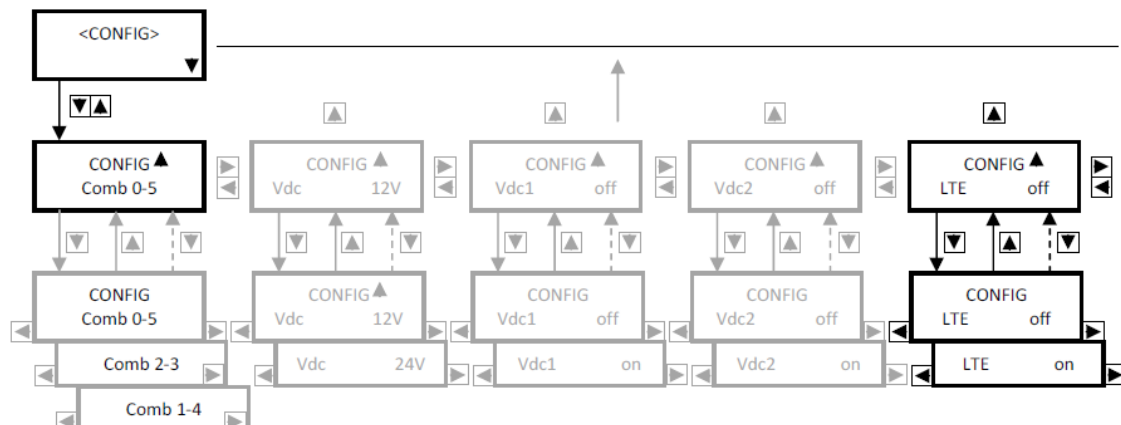 <CONFIG>
CONFIG
Comb 0-5
CONFIG
Vdc 12V
CONFIG
Vdc1 off
CONFIG
Vdc2 off
CONFIG
LTE off
CONFIG
Comb 0-5
CONFIG
Vdc 12V
CONFIG
Vdc1 off
CONFIG
Vdc2 off
CONFIG
LTE off
Comb 2-3
Vdc 24V
Vdc1 on
Vdc2 on
LTE on
Comb 1-4